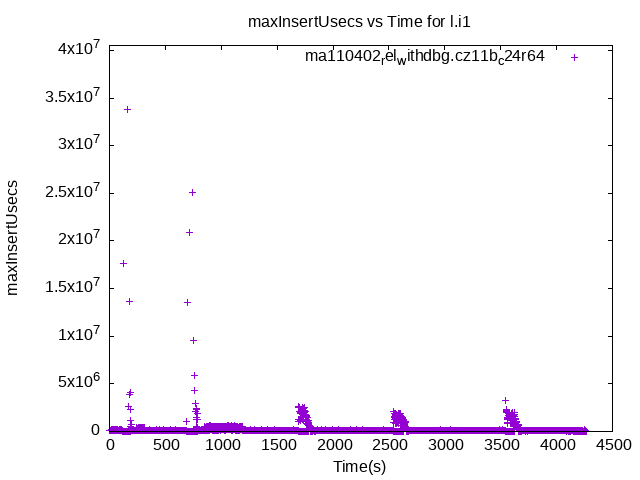 maxInsertUsecs vs Time for l.i1
ma110402_relwithdbg.cz11b_c24r64
4x10^7
3.5x10^7
3x10^7
2.5x10^7
2x10^7
1.5x10^7
1x10^7
5x10^6
0
maxInsertUsecs
0 500 1000 1500 2000 2500 3000 3500 4000 4500
Time(s)